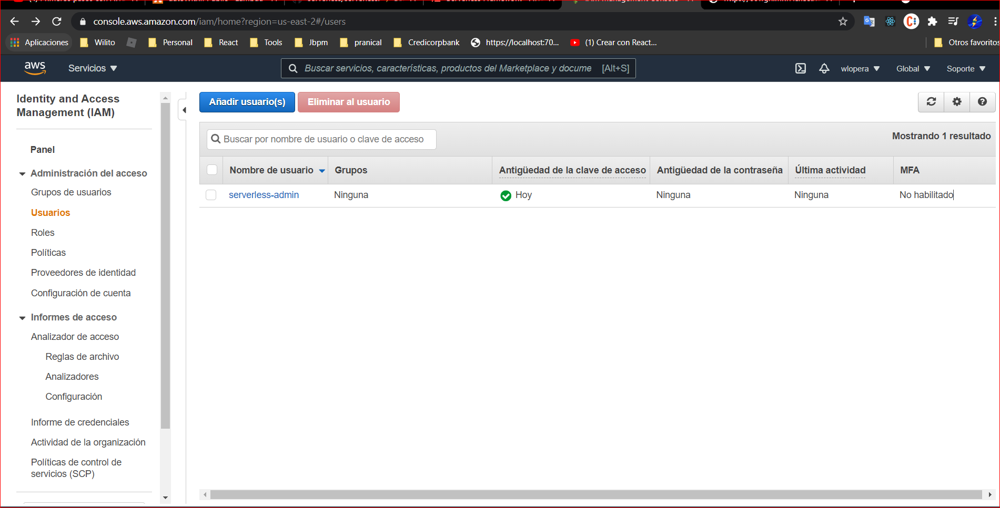 console.aws.amazon.com/iam/home?region=us-east-2#/users
Aplicaciones Wilito Personal React Tools Jbpm pranical Credicorpbank https://localhost:70... (1) Crear con React... Otros favoritos
aws Servicios Buscar servicios, características, productos del Marketplace y docume [Alt+S] wlopera Global Soporte
Identity and Access
Management (IAM)
Panel
Administración del acceso
Grupos de usuarios
Usuarios
Roles
Políticas
Proveedores de identidad
Configuración de cuenta
Informes de acceso
Analizador de acceso
Reglas de archivo
Analizadores
Configuración
Informe de credenciales
Actividad de la organización
Políticas de control de
servicios (SCP)
Añadir usuario(s) Eliminar al usuario
Buscar por nombre de usuario o clave de acceso
Mostrando 1 resultado
Nombre de usuario Grupos Antigüedad de la clave de acceso Antigüedad de la contraseña Última actividad MFA
serverless-admin Ninguna Hoy Ninguna Ninguna No habilitado